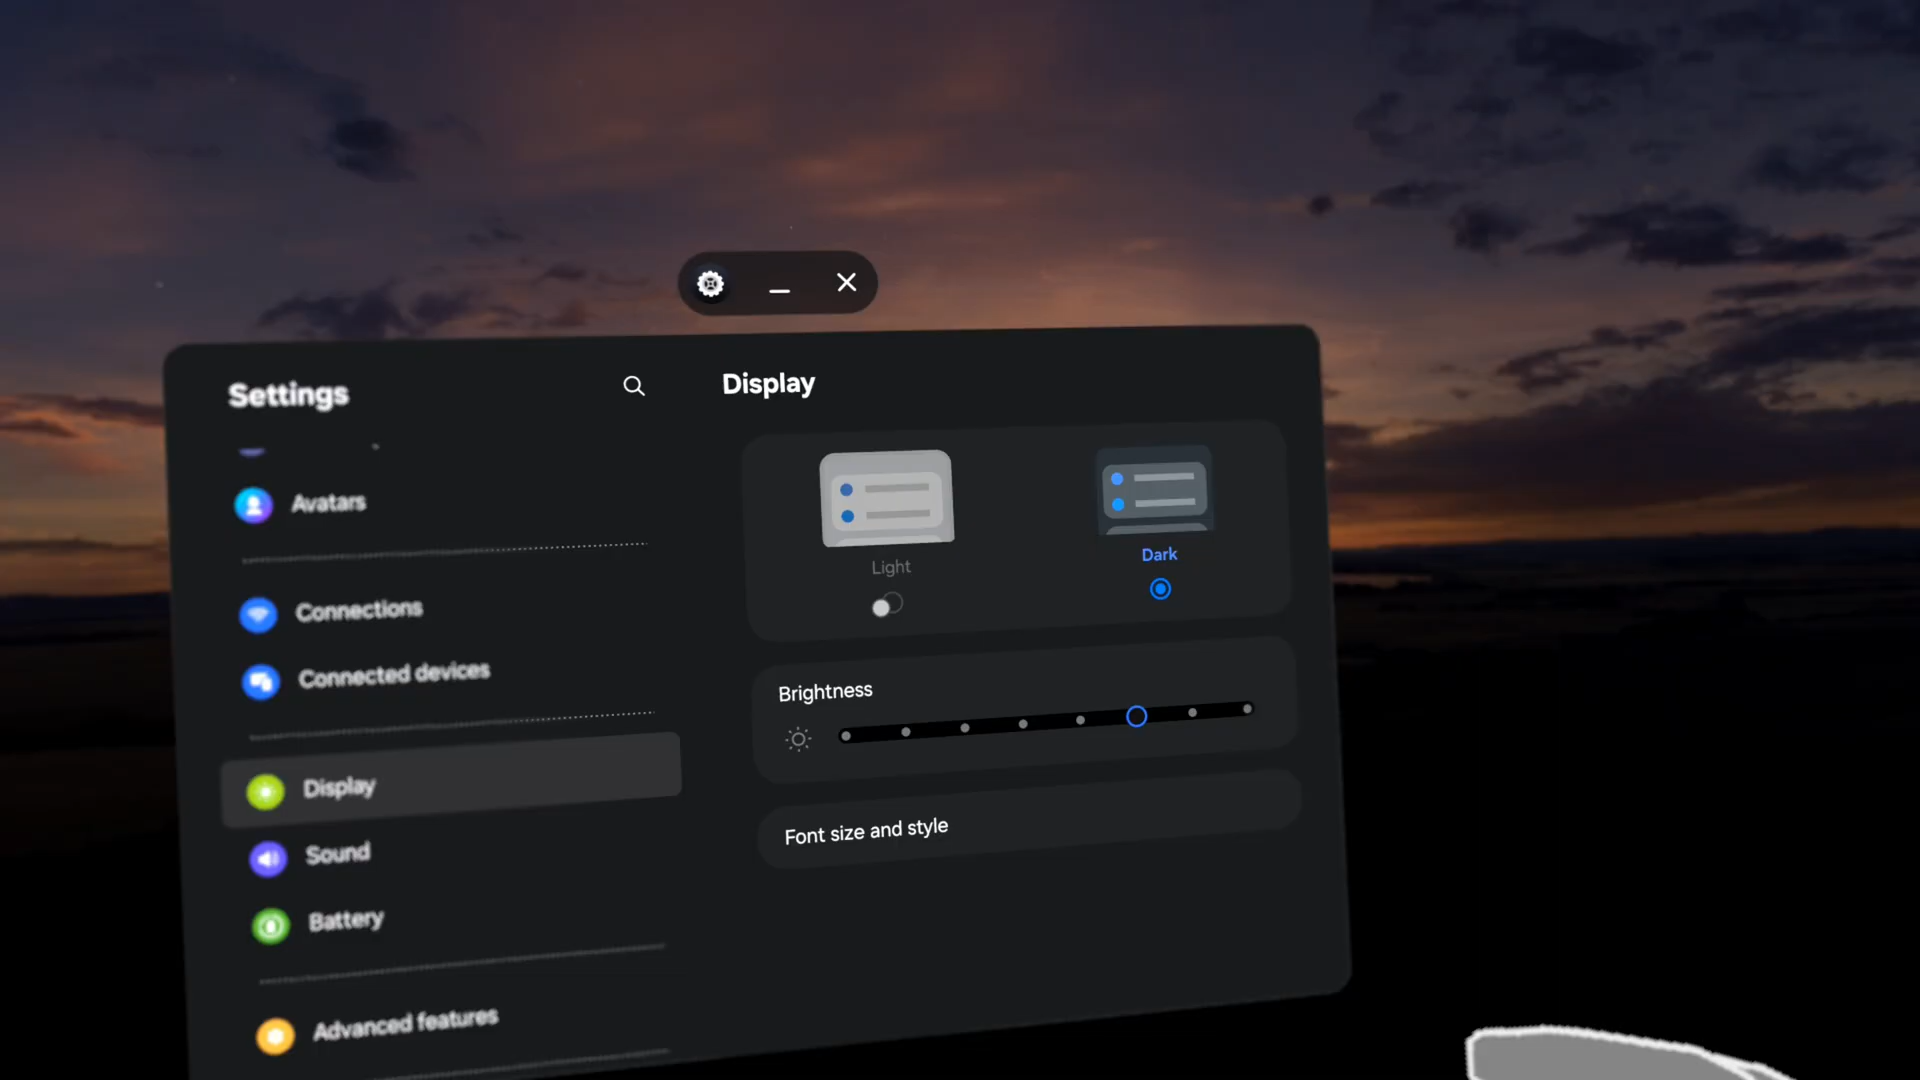 Settings
Avatars
Connections
Connected devices
Display
Sound
Battery
Advanced features
Display
Light
Dark
Brightness
Font size and style